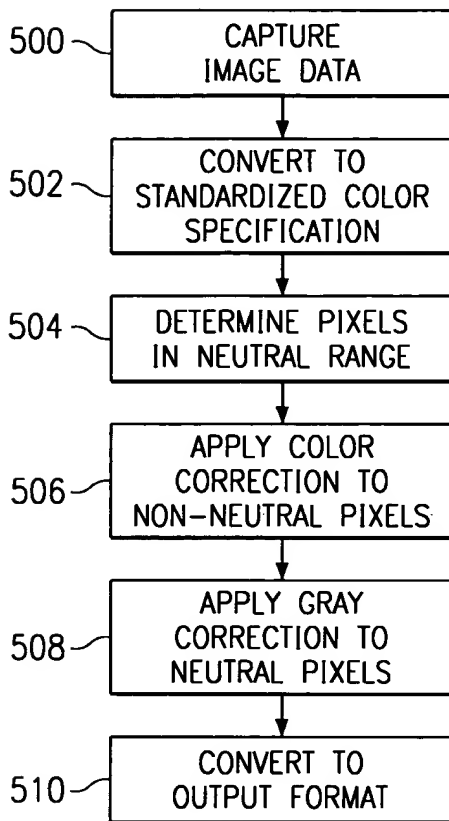 500
CAPTURE
IMAGE DATA
502
CONVERT TO
STANDARDIZED COLOR
SPECIFICATION
504
DETERMINE PIXELS
IN NEUTRAL RANGE
506
APPLY COLOR
CORRECTION TO
NON-NEUTRAL PIXELS
508
APPLY GRAY
CORRECTION TO
NEUTRAL PIXELS
510
CONVERT TO
OUTPUT FORMAT